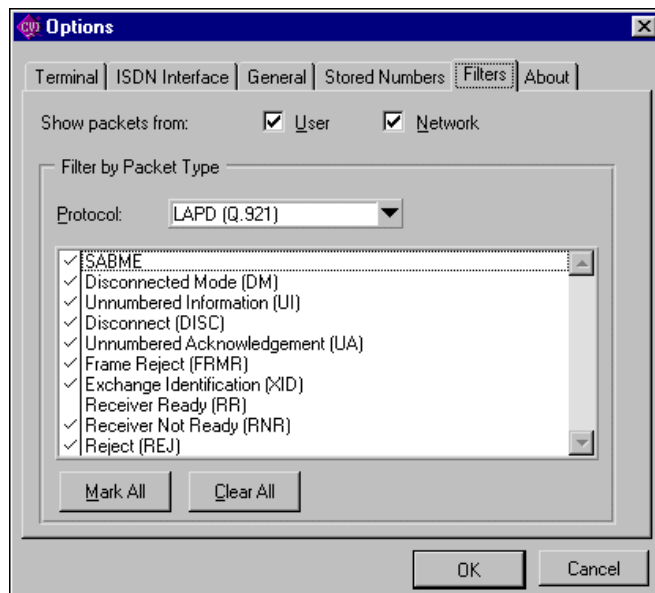 CVI Options
Terminal ISDN Interface General Stored Numbers Filters About
Show packets from: User Network
Filter by Packet Type
Protocol: LAPD (Q.921)
SABME
Disconnected Mode (DM)
Unnumbered Information (UI)
Disconnect (DISC)
Unnumbered Acknowledgement (UA)
Frame Reject (FRMR)
Exchange Identification (XID)
Receiver Ready (RR)
Receiver Not Ready (RNR)
Reject (REJ)
Mark All Clear All
OK Cancel